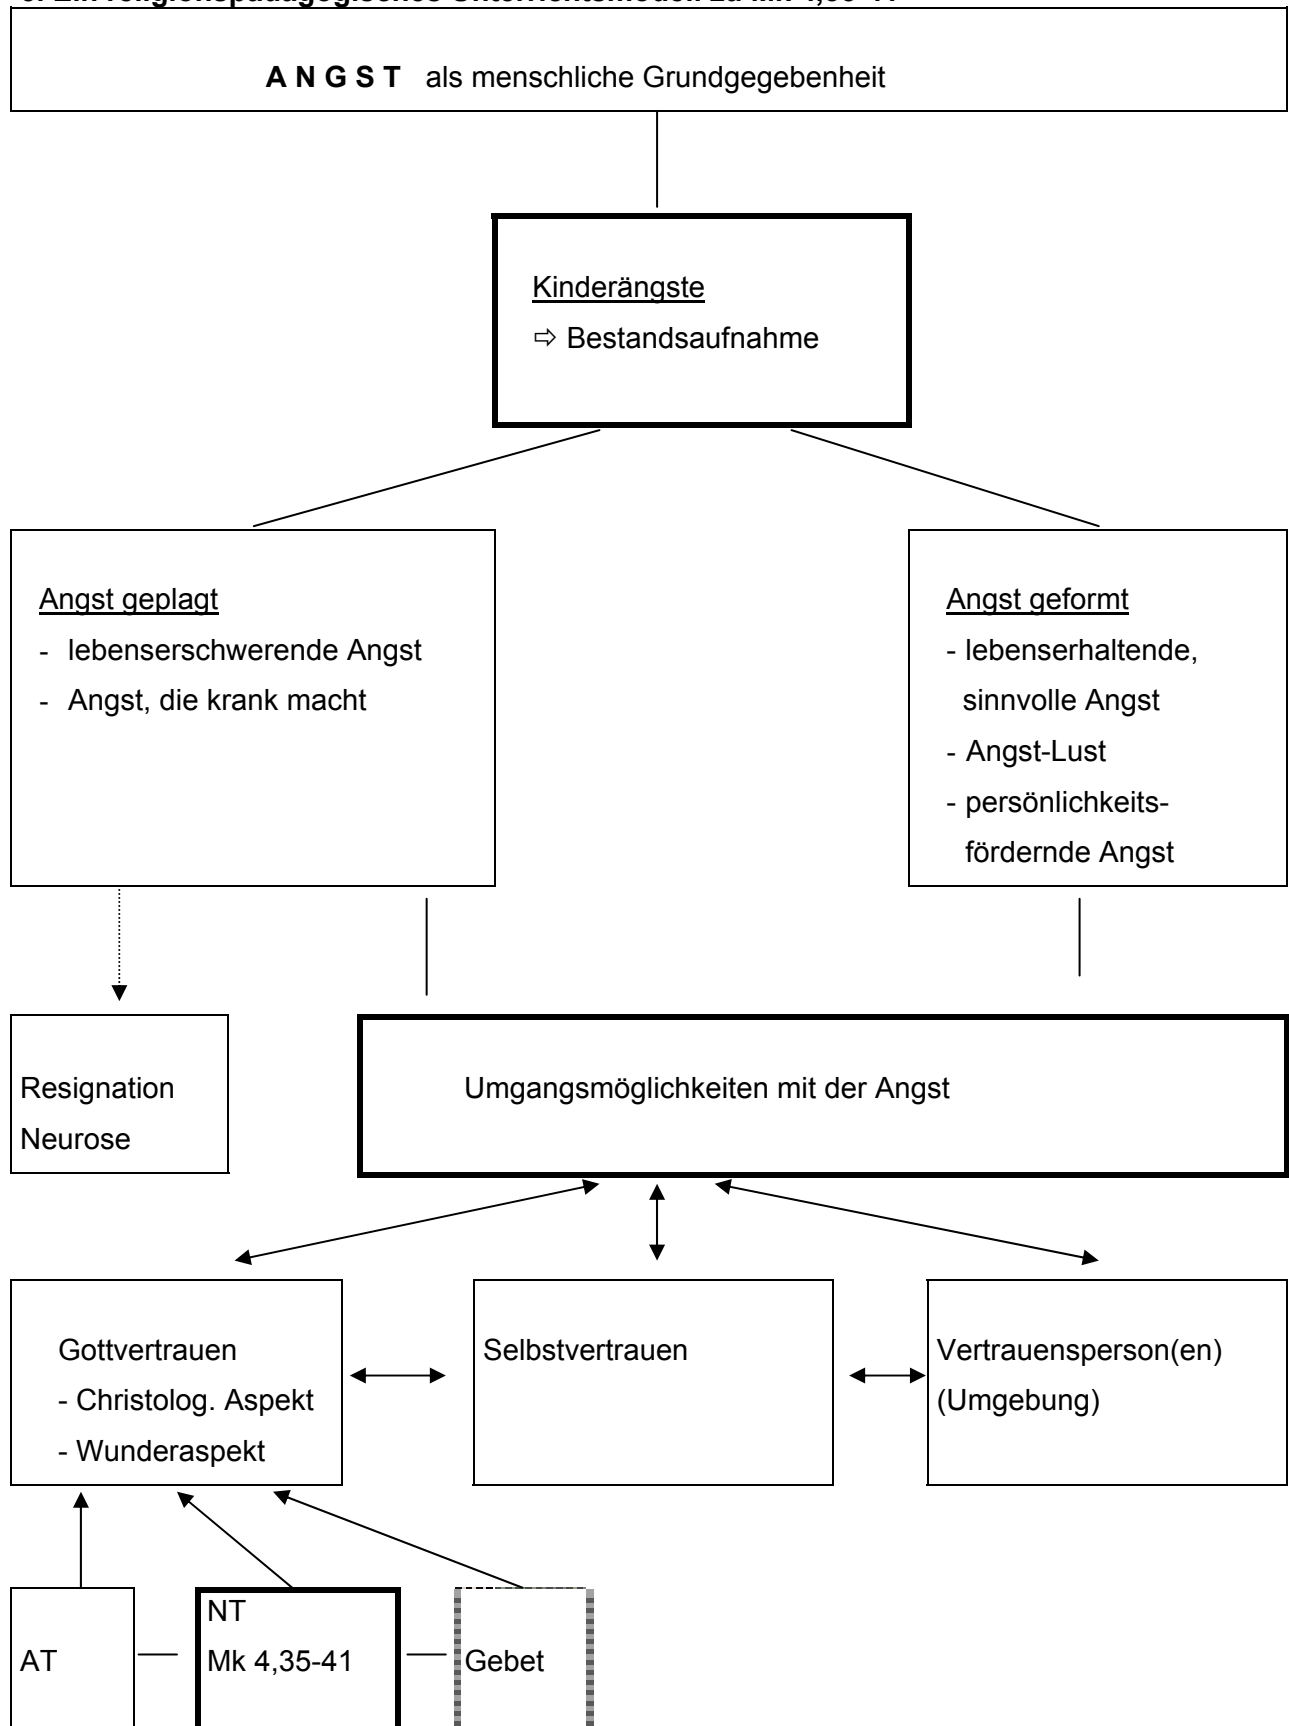 A N G S T als menschliche Grundgegebenheit
Kinderängste
⇨ Bestandsaufnahme
Angst geplagt
- lebenserschwerende Angst
- Angst, die krank macht
Angst geformt
- lebenserhaltende,
sinnvolle Angst
- Angst-Lust
- persönlichkeits-
fördernde Angst
Resignation
Neurose
Umgangsmöglichkeiten mit der Angst
Gottvertrauen
- Christolog. Aspekt
- Wunderaspekt
Selbstvertrauen
Vertrauensperson(en)
(Umgebung)
AT
NT
Mk 4,35-41
Gebet